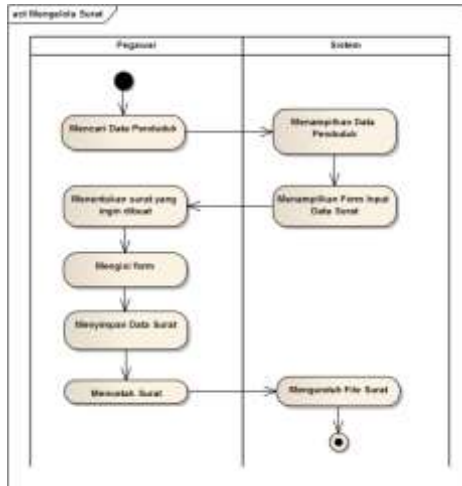 act Mengelola Surat
Pegawai
Sistem
Mencari Data Penduduk
Menampilkan Data
Penduduk
Menentukan surat yang
ingin dibuat
Menampilkan Form Input
Data Surat
Mengisi form
Menyimpan Data Surat
Mencetak Surat
Mengunduh File Surat